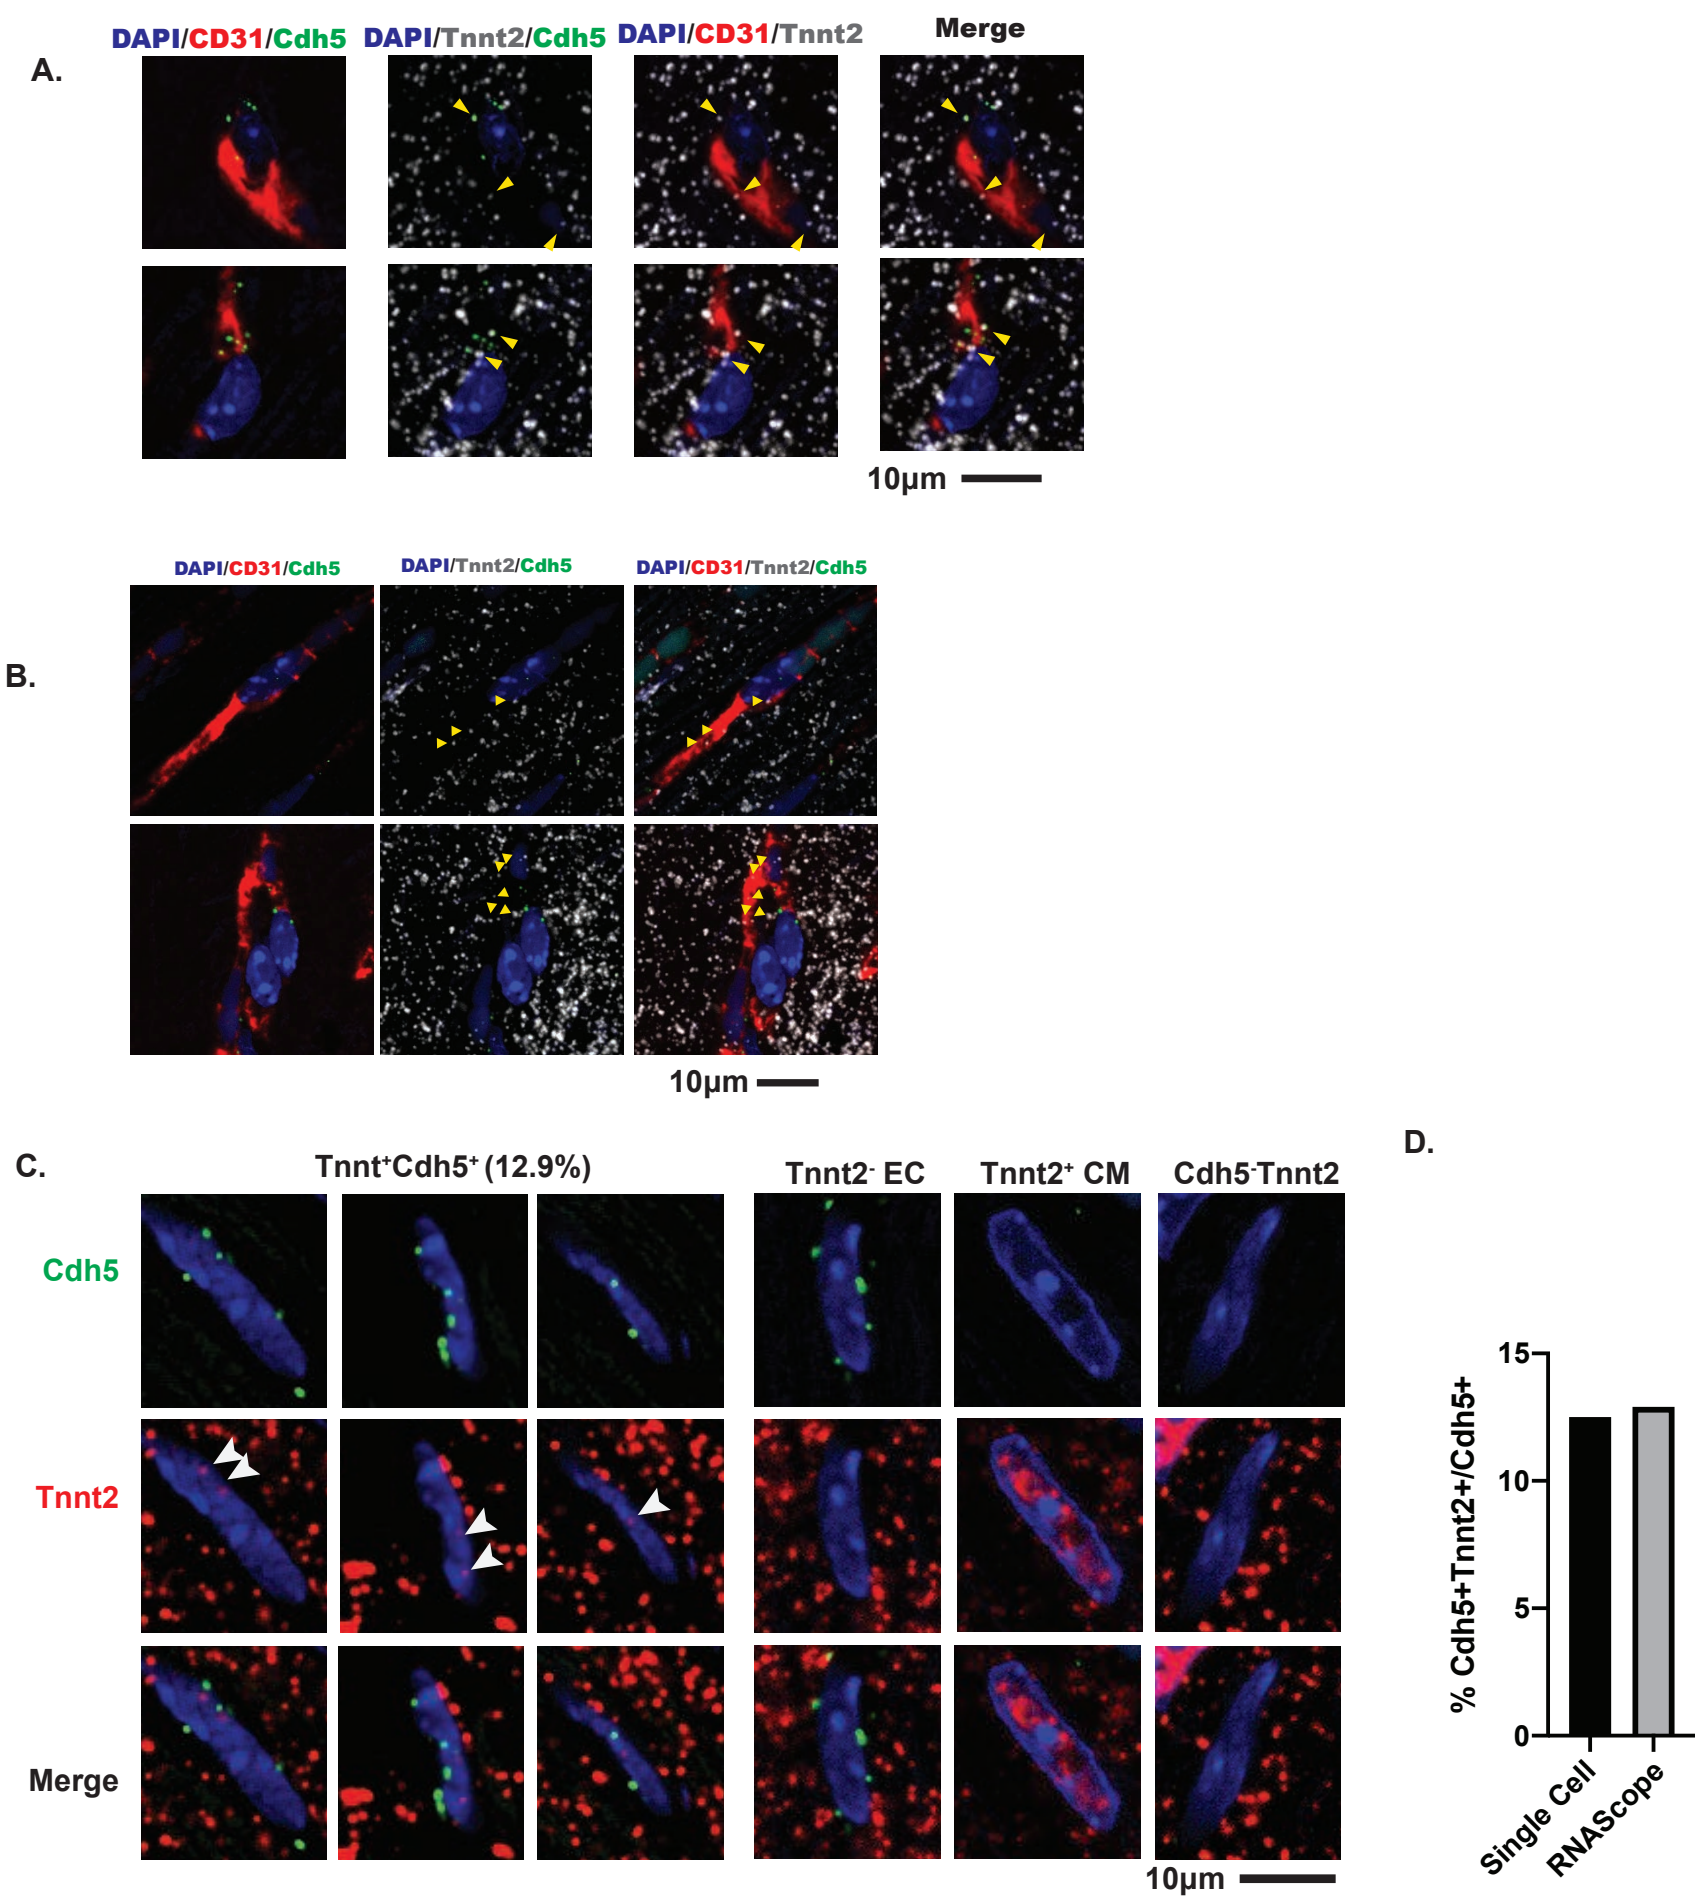 A.
DAPI/CD31/Cdh5 DAPI/Tnnt2/Cdh5 DAPI/CD31/Tnnt2 Merge
10µm
B.
DAPI/CD31/Cdh5 DAPI/Tnnt2/Cdh5 DAPI/CD31/Tnnt2/Cdh5
10µm
C.
Tnnt⁺Cdh5⁺ (12.9%) Tnnt2⁻ EC Tnnt2⁺ CM Cdh5⁻Tnnt2
Cdh5
Tnnt2
Merge
10µm
D.
% Cdh5+Tnnt2+/Cdh5+
15
10
5
0
Single Cell
RNAScope